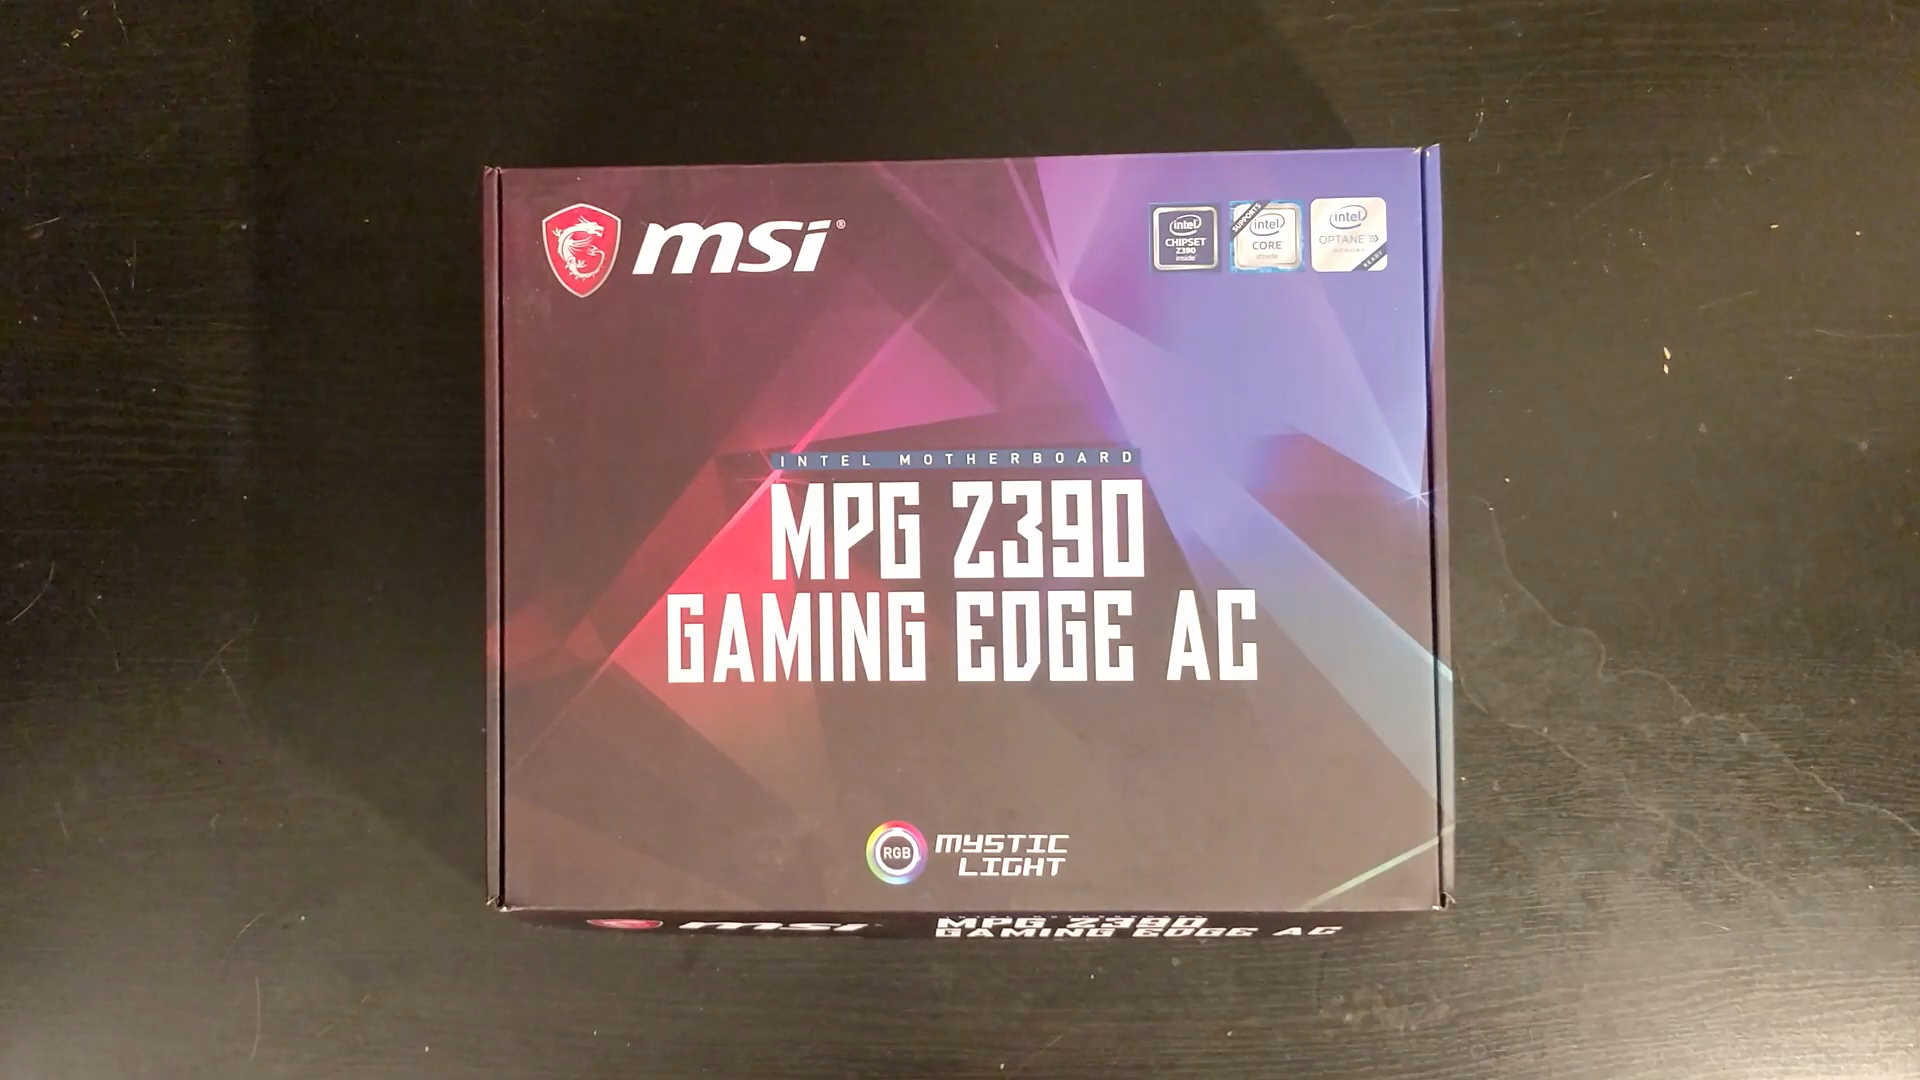 msi®
intel CHIPSET Z390 inside
SUPPORTS intel CORE inside
intel OPTANE READY
INTEL MOTHERBOARD
MPG Z390
GAMING EDGE AC
RGB
MYSTIC
LIGHT
msi
MPG Z390
GAMING EDGE AC